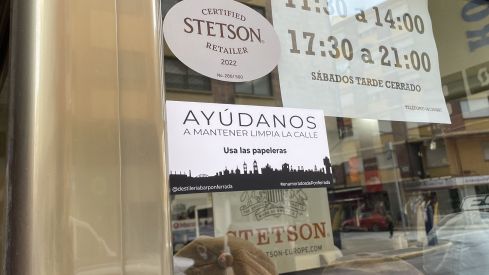 CERTIFIED
STETSON
RETAILER
2022
11:30 a 14:00
17:30 a 21:00
SÁBADOS TARDE CERRADO
AYÚDANOS
A MANTENER LIMPIA LA CALLE
Usa las papeleras
@destileriabarponferrada
STETSON